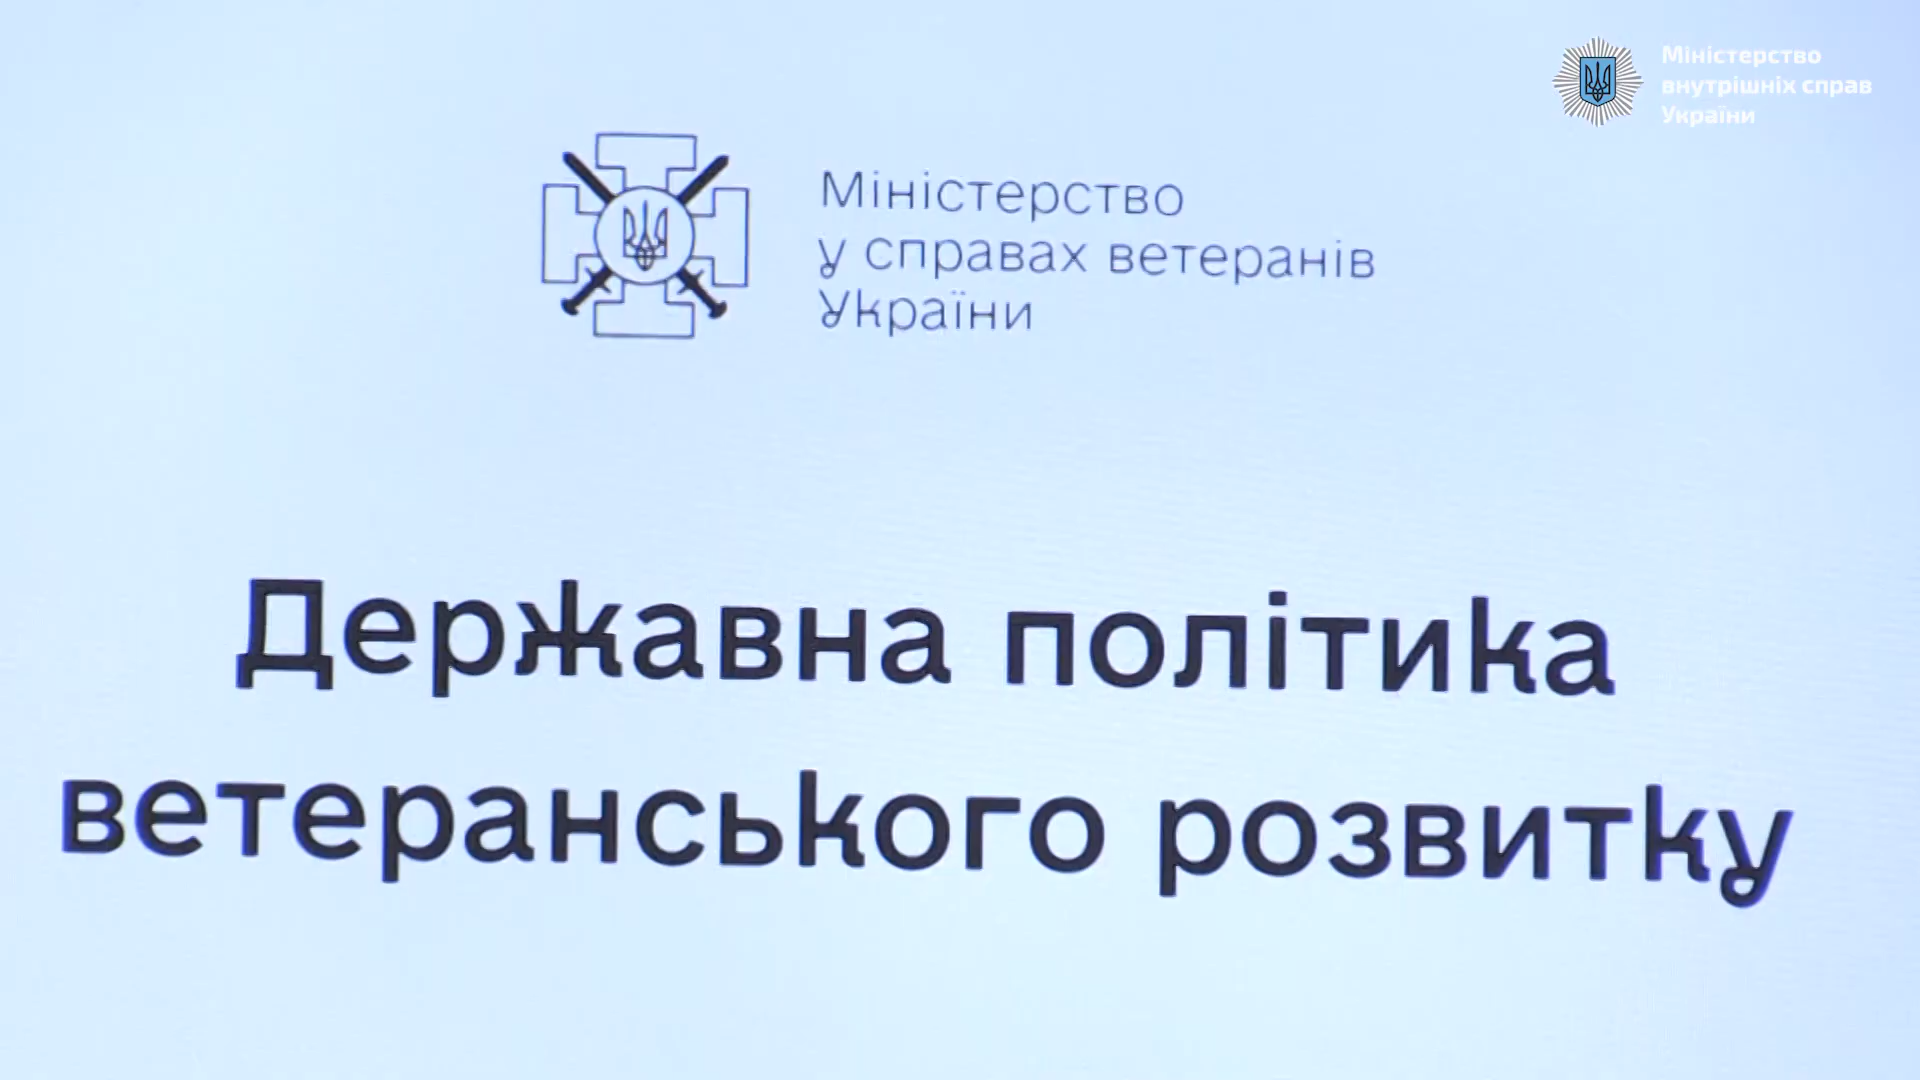 Міністерство
внутрішніх справ
України
Міністерство
у справах ветеранів
України
Державна політика
ветеранського розвитку